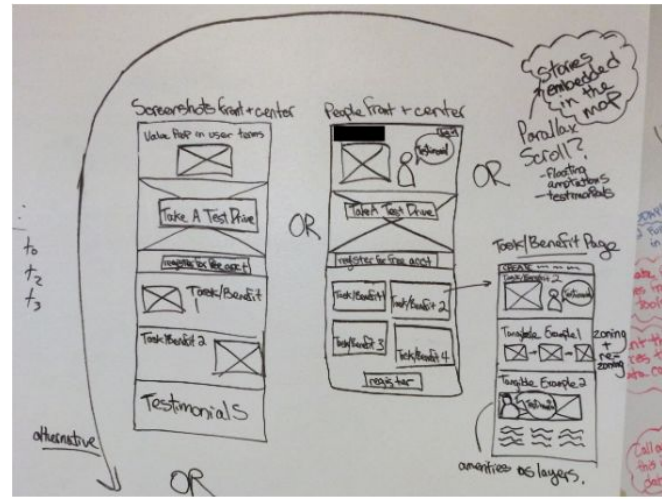 Screenshots front + center
Value Prop in user terms
Take A Test Drive
register for free acct
Task/Benefit
1
Task/Benefit 2
Testimonials
OR
People front + center
Testimonial
Take A Test Drive
register for free acct
Task/Benefit 1
Task/Benefit 2
Task/Benefit 3
Task/Benefit 4
register
OR
Stories
embedded
in the
map
Parallax
Scroll?
-floating
annotations
-testimonials
Task/Benefit Page
CREATE
Task/Benefit 2
Testimonial
Tangible Example 1
zoning
+
re-
zoning
Tangible Example 2
Testimonial
amenities as layers.
to
t2
t3
alternative
OR